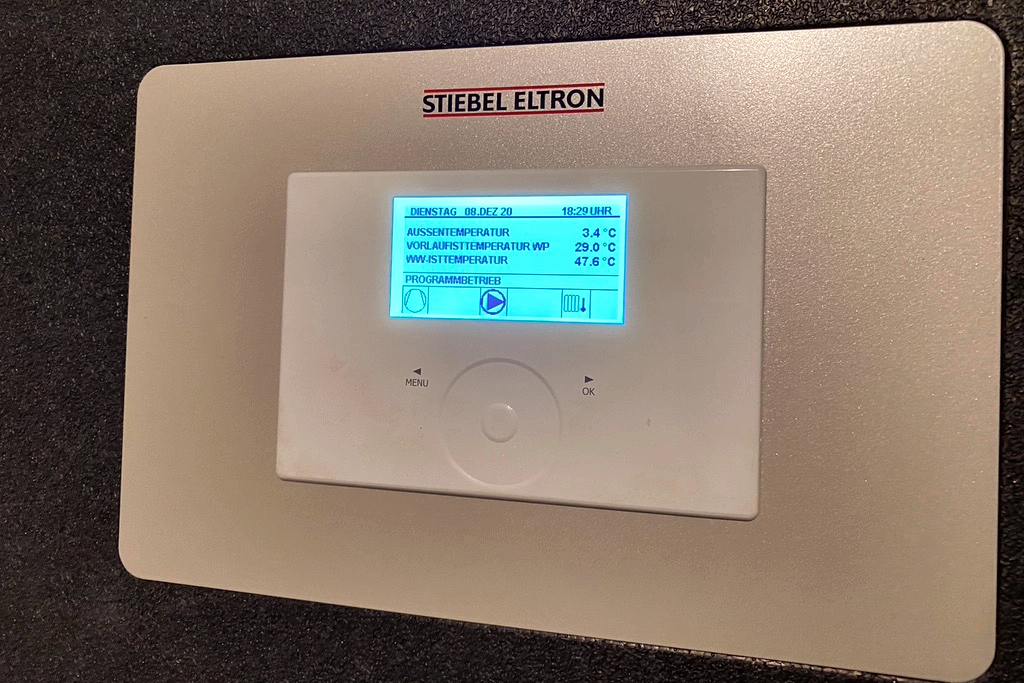 STIEBEL ELTRON
DIENSTAG 08.DEZ 20 18:29 UHR
AUSSENTEMPERATUR 3.4 °C
VORLAUFISTTEMPERATUR WP 29.0 °C
WW-ISTTEMPERATUR 47.6 °C
PROGRAMMBETRIEB
◀ ▶
MENU OK